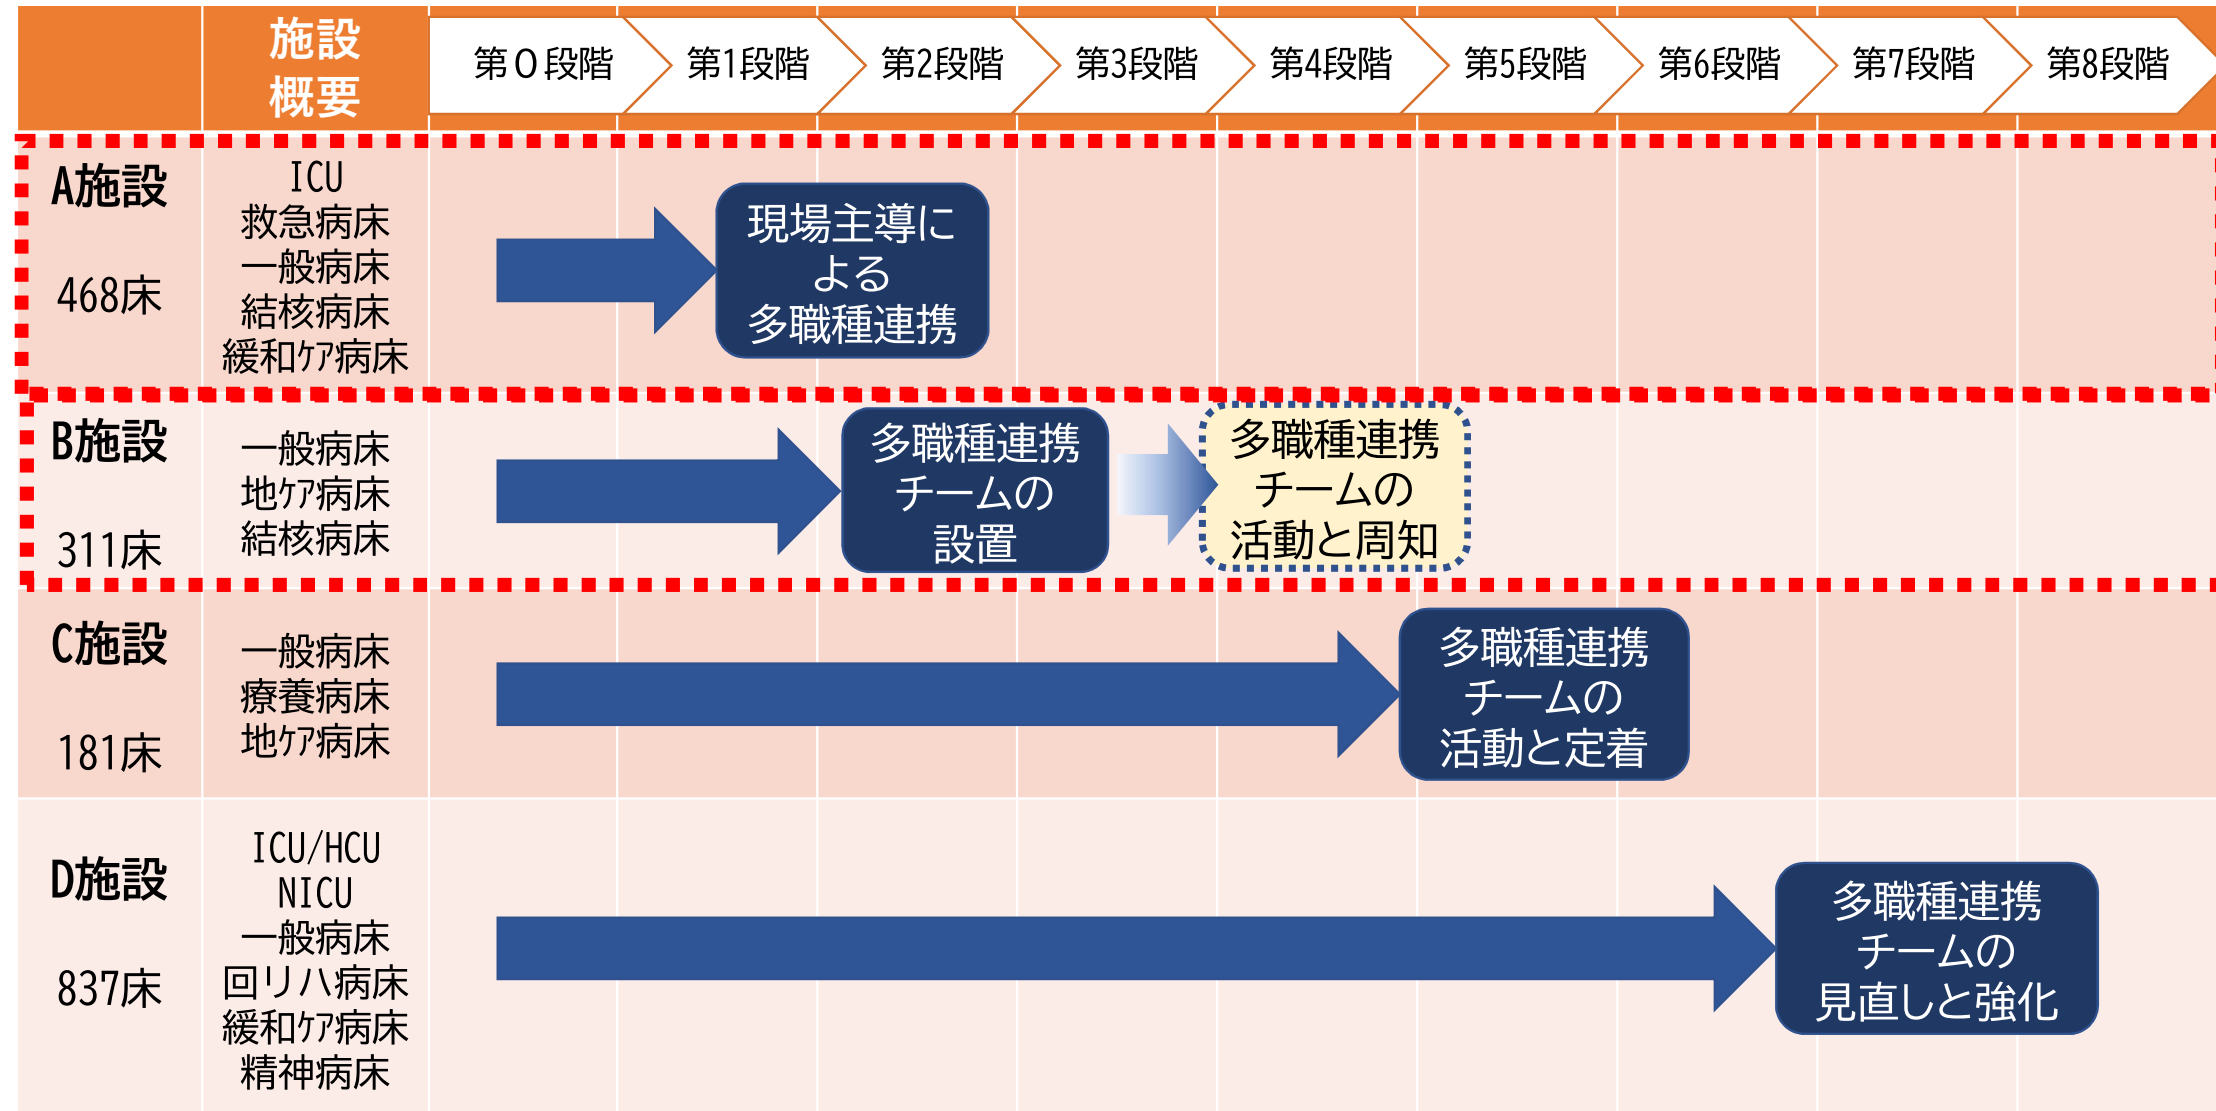 施設
概要
第０段階
第1段階
第2段階
第3段階
第4段階
第5段階
第6段階
第7段階
第8段階
A施設
468床
ICU
救急病床
一般病床
結核病床
緩和ｹｱ病床
現場主導に
よる
多職種連携
B施設
311床
一般病床
地ｹｱ病床
結核病床
多職種連携
チームの
設置
多職種連携
チームの
活動と周知
C施設
181床
一般病床
療養病床
地ｹｱ病床
多職種連携
チームの
活動と定着
D施設
837床
ICU/HCU
NICU
一般病床
回リハ病床
緩和ｹｱ病床
精神病床
多職種連携
チームの
見直しと強化